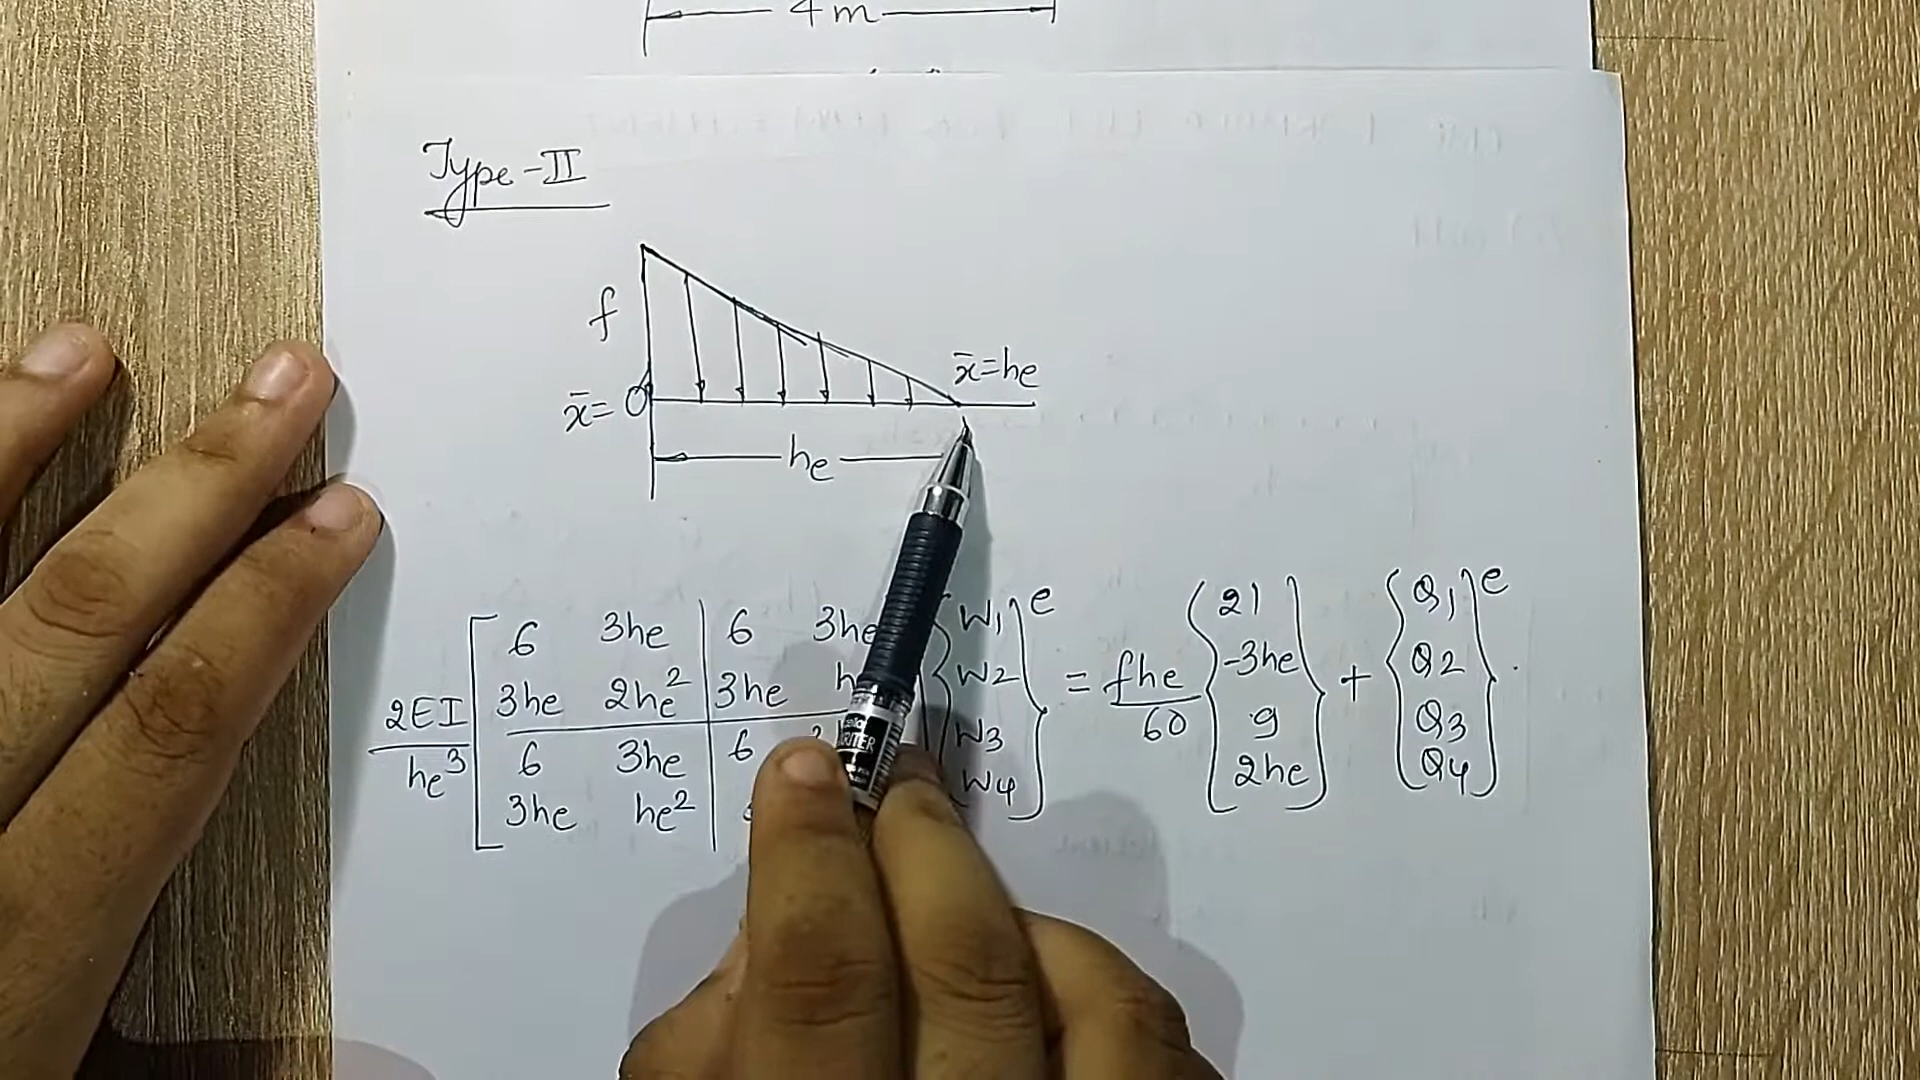 4m
Type-II
f
x̄=0
x̄=he
he
2EI/he³ [6 3he | 6 3he
3he 2he² | 3he h
6 3he | 6
3he he²
{W1 W2 W3 W4}ᵉ = fhe/60 {21 -3he 9 2he} + {Q1 Q2 Q3 Q4}ᵉ.